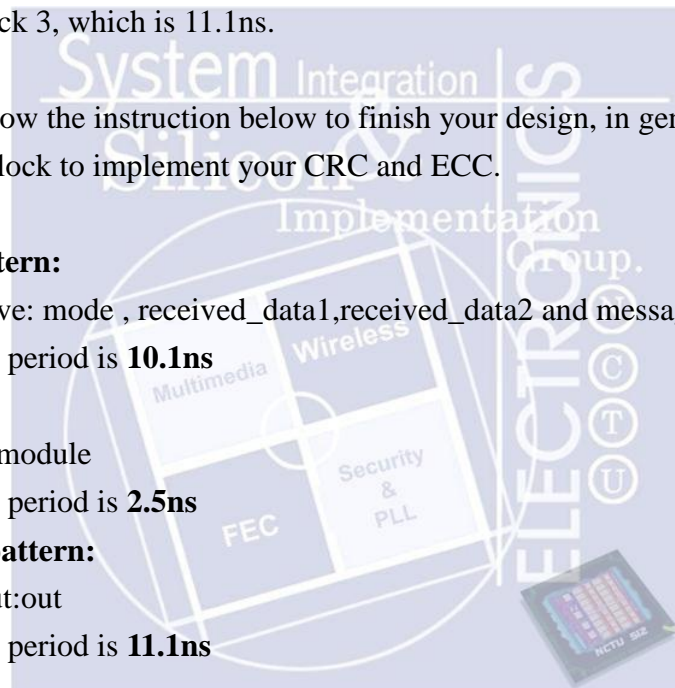 ck 3, which is 11.1ns.
System Integration
ow the instruction below to finish your design, in ger
Silicon &
lock to implement your CRC and ECC.
Implementation
Group.
tern:
ve: mode , received_data1,received_data2 and messa
period is 10.1ns
Multimedia
Wireless
module
Security
&
PLL
period is 2.5ns
FEC
attern:
ut:out
period is 11.1ns
ELECTRONICS
N
C
T
U
NCTU SI2